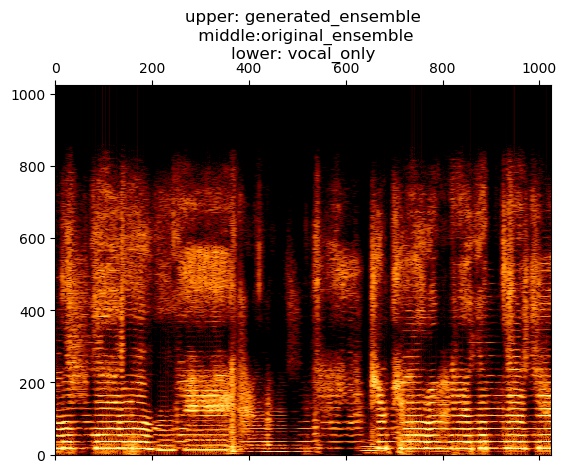 upper: generated_ensemble
middle:original_ensemble
lower: vocal_only
0 200 400 600 800 1000
1000
800
600
400
200
0